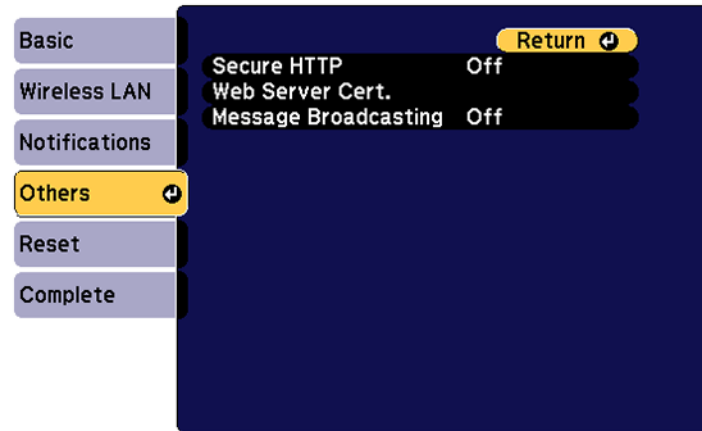 Basic
Wireless LAN
Notifications
Others
Reset
Complete
Return
Secure HTTP Off
Web Server Cert.
Message Broadcasting Off